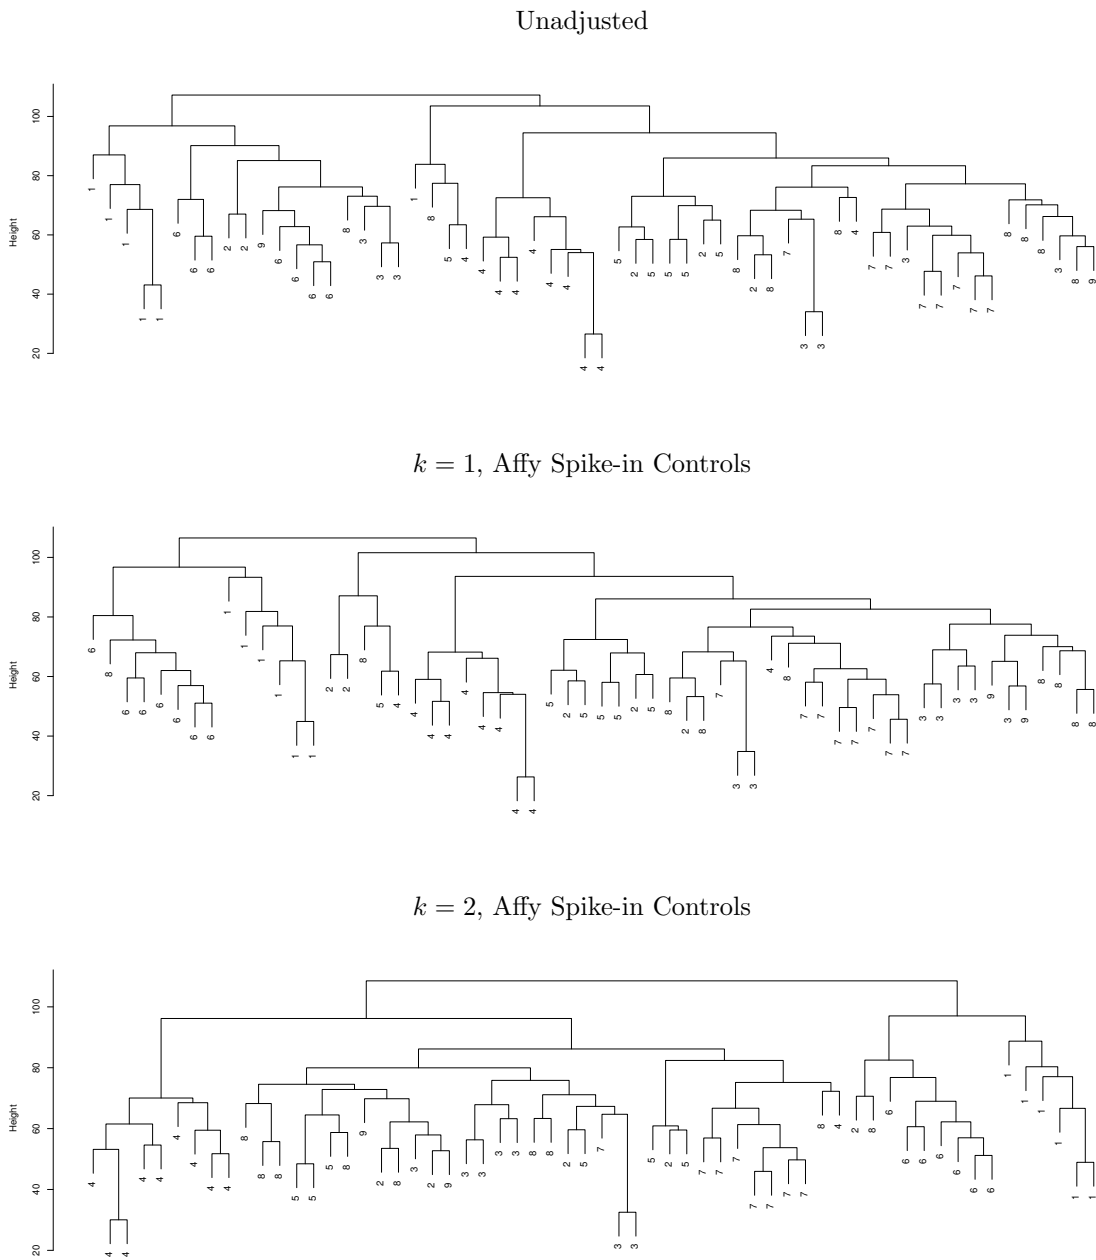 Unadjusted
Height
20 40 60 80 100
1 1 1 1 1 6 6 6 2 2 9 6 6 6 6 8 3 3 3 1 8 5 4 4 4 4 4 4 4 4 4 5 2 5 5 5 2 5 8 2 8 7 3 3 8 4 7 7 3 7 7 7 7 7 8 8 8 3 8 9
k = 1, Affy Spike-in Controls
Height
20 40 60 80 100
6 8 6 6 6 6 6 6 1 1 1 1 1 1 2 2 8 5 4 4 4 4 4 4 4 4 4 5 2 5 5 5 2 5 8 2 8 7 3 3 4 8 7 7 7 7 7 7 7 3 3 3 3 9 3 9 8 8 8 8
k = 2, Affy Spike-in Controls
Height
20 40 60 80 100
4 4 4 4 4 4 4 4 4 8 8 8 5 5 5 8 9 2 8 3 2 9 3 3 3 3 8 8 2 5 7 3 3 5 2 5 7 7 7 7 7 7 7 8 4 2 8 6 6 6 6 6 6 6 1 1 1 1 1 1